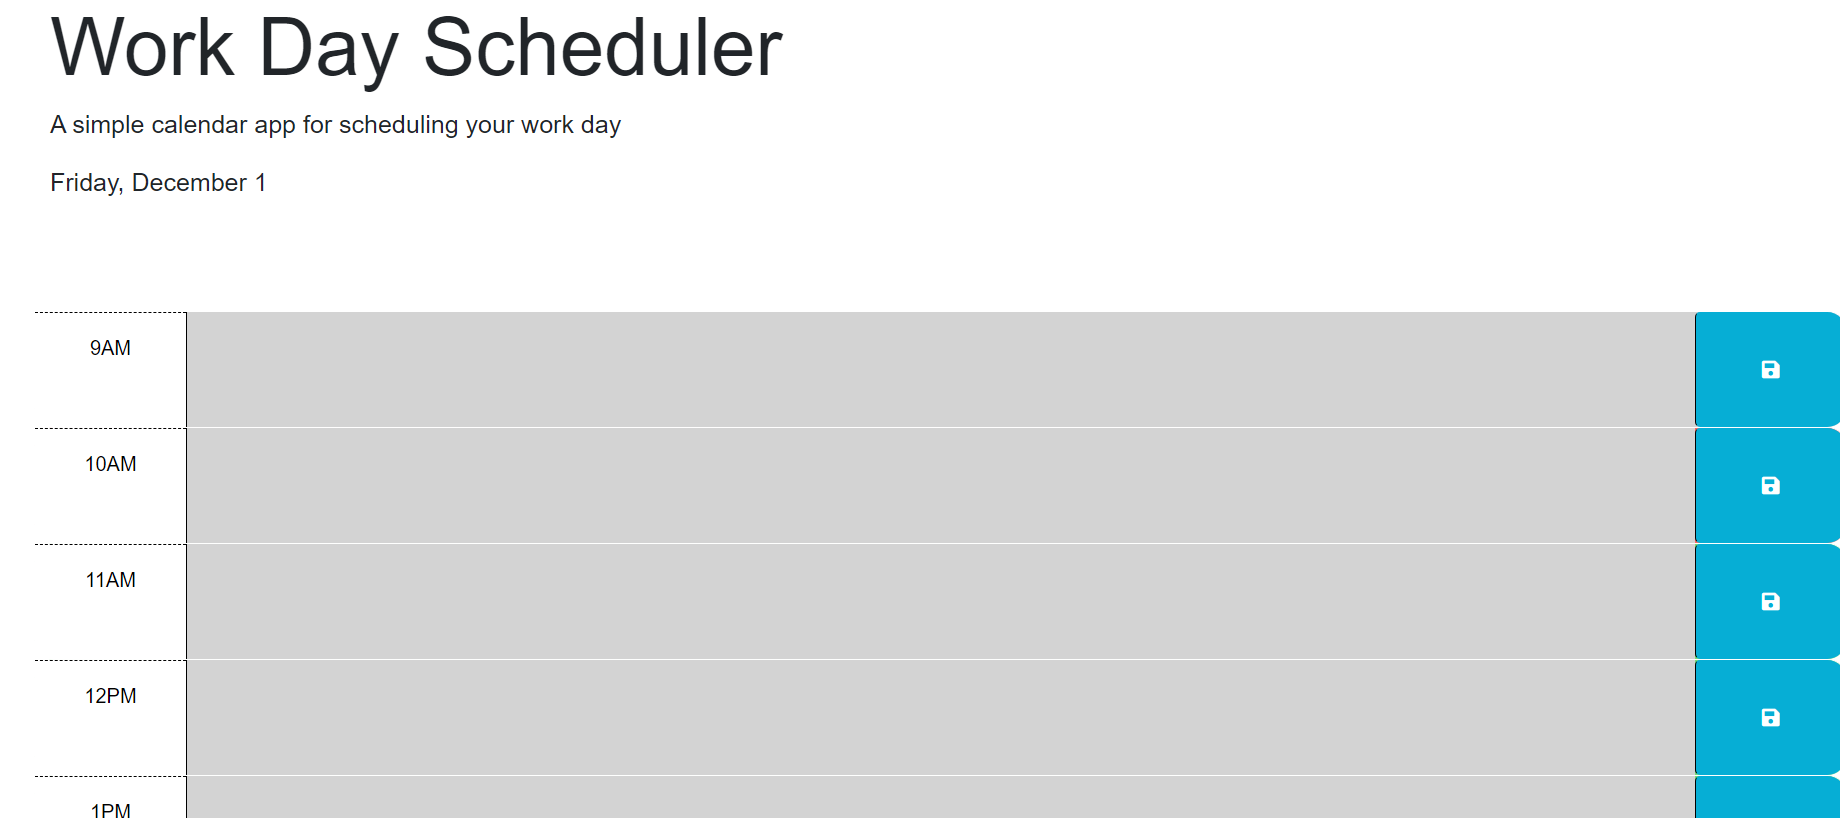 Work Day Scheduler
A simple calendar app for scheduling your work day
Friday, December 1
9AM
10AM
11AM
12PM
1PM